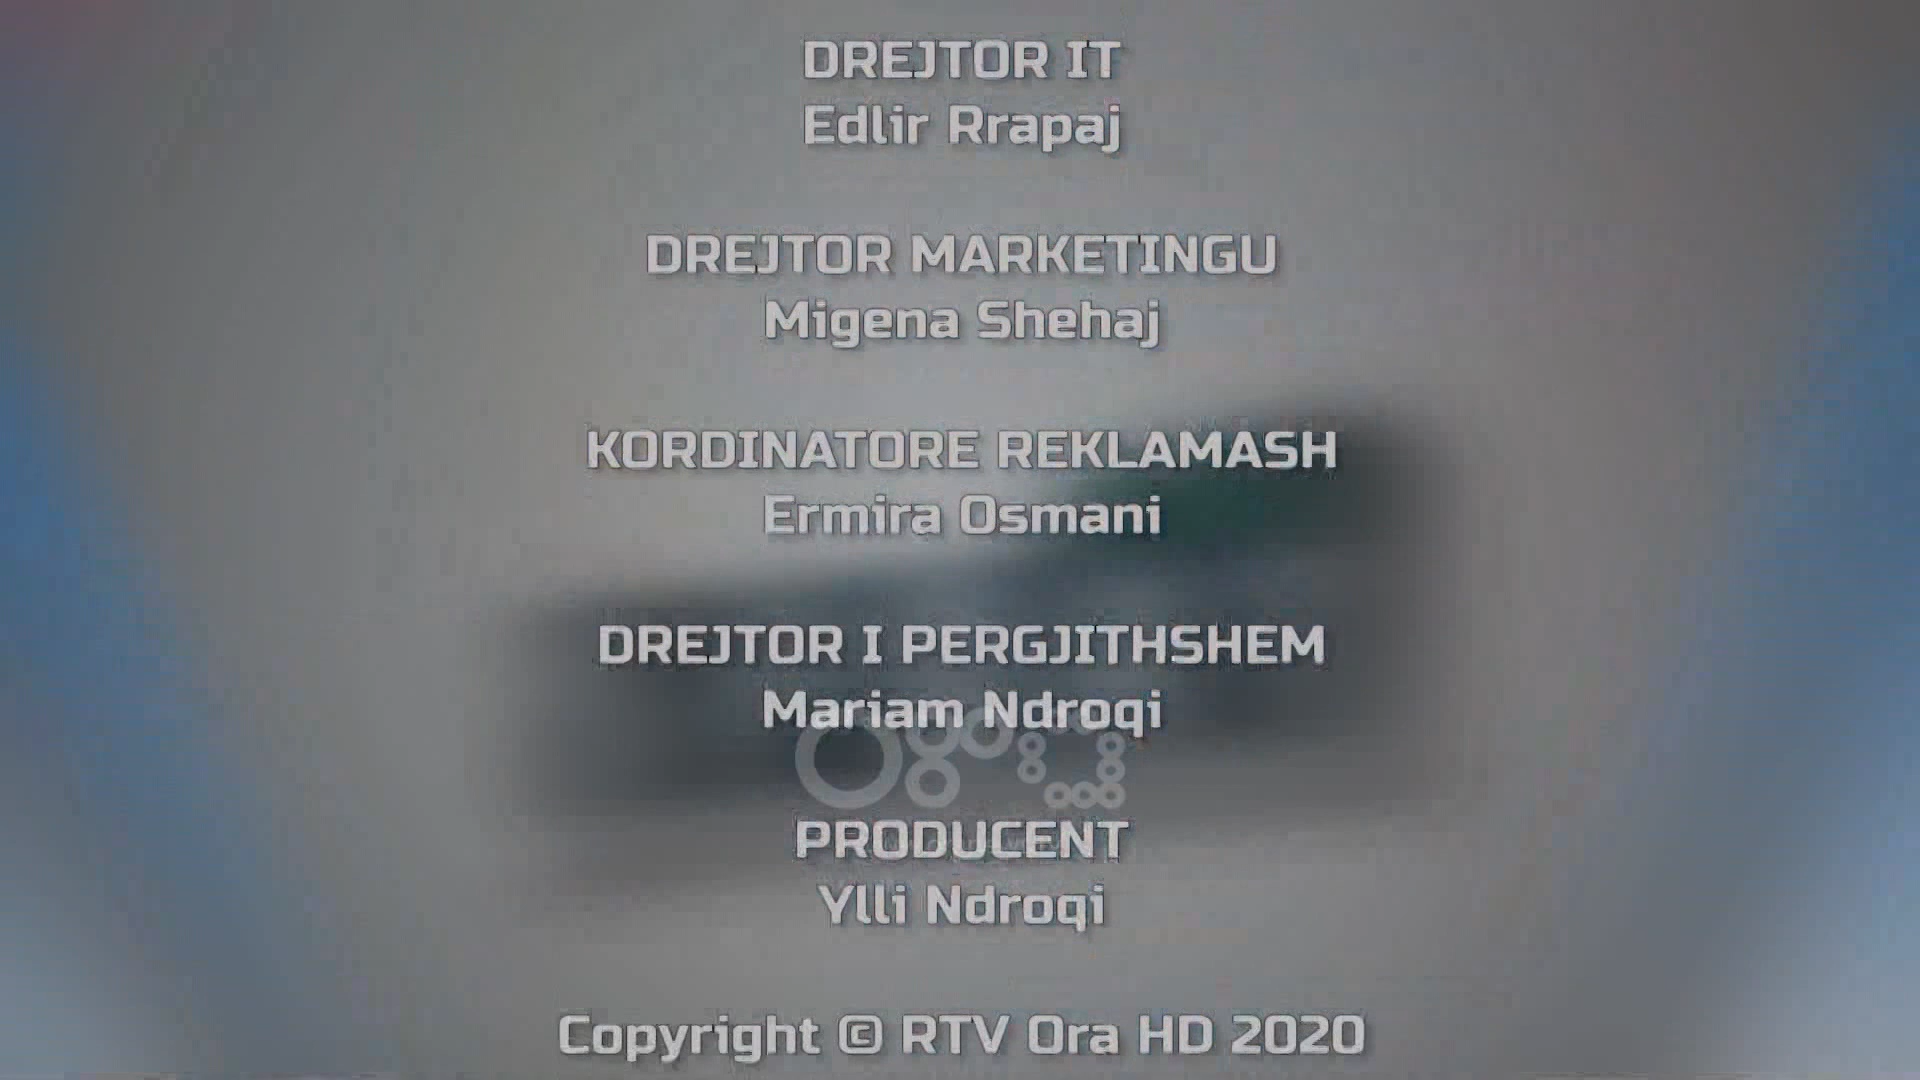 DREJTOR IT
Edlir Rrapaj
DREJTOR MARKETINGU
Migena Shehaj
KORDINATORE REKLAMASH
Ermira Osmani
DREJTOR I PERGJITHSHEM
Mariam Ndroqi
PRODUCENT
Ylli Ndroqi
Copyright © RTV Ora HD 2020